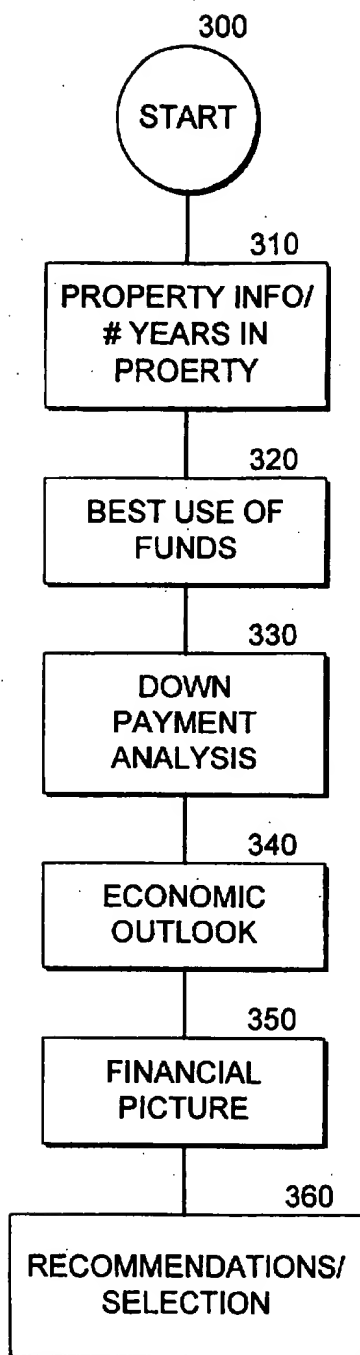 300
START
310
PROPERTY INFO/
# YEARS IN
PROERTY
320
BEST USE OF
FUNDS
330
DOWN
PAYMENT
ANALYSIS
340
ECONOMIC
OUTLOOK
350
FINANCIAL
PICTURE
360
RECOMMENDATIONS/
SELECTION